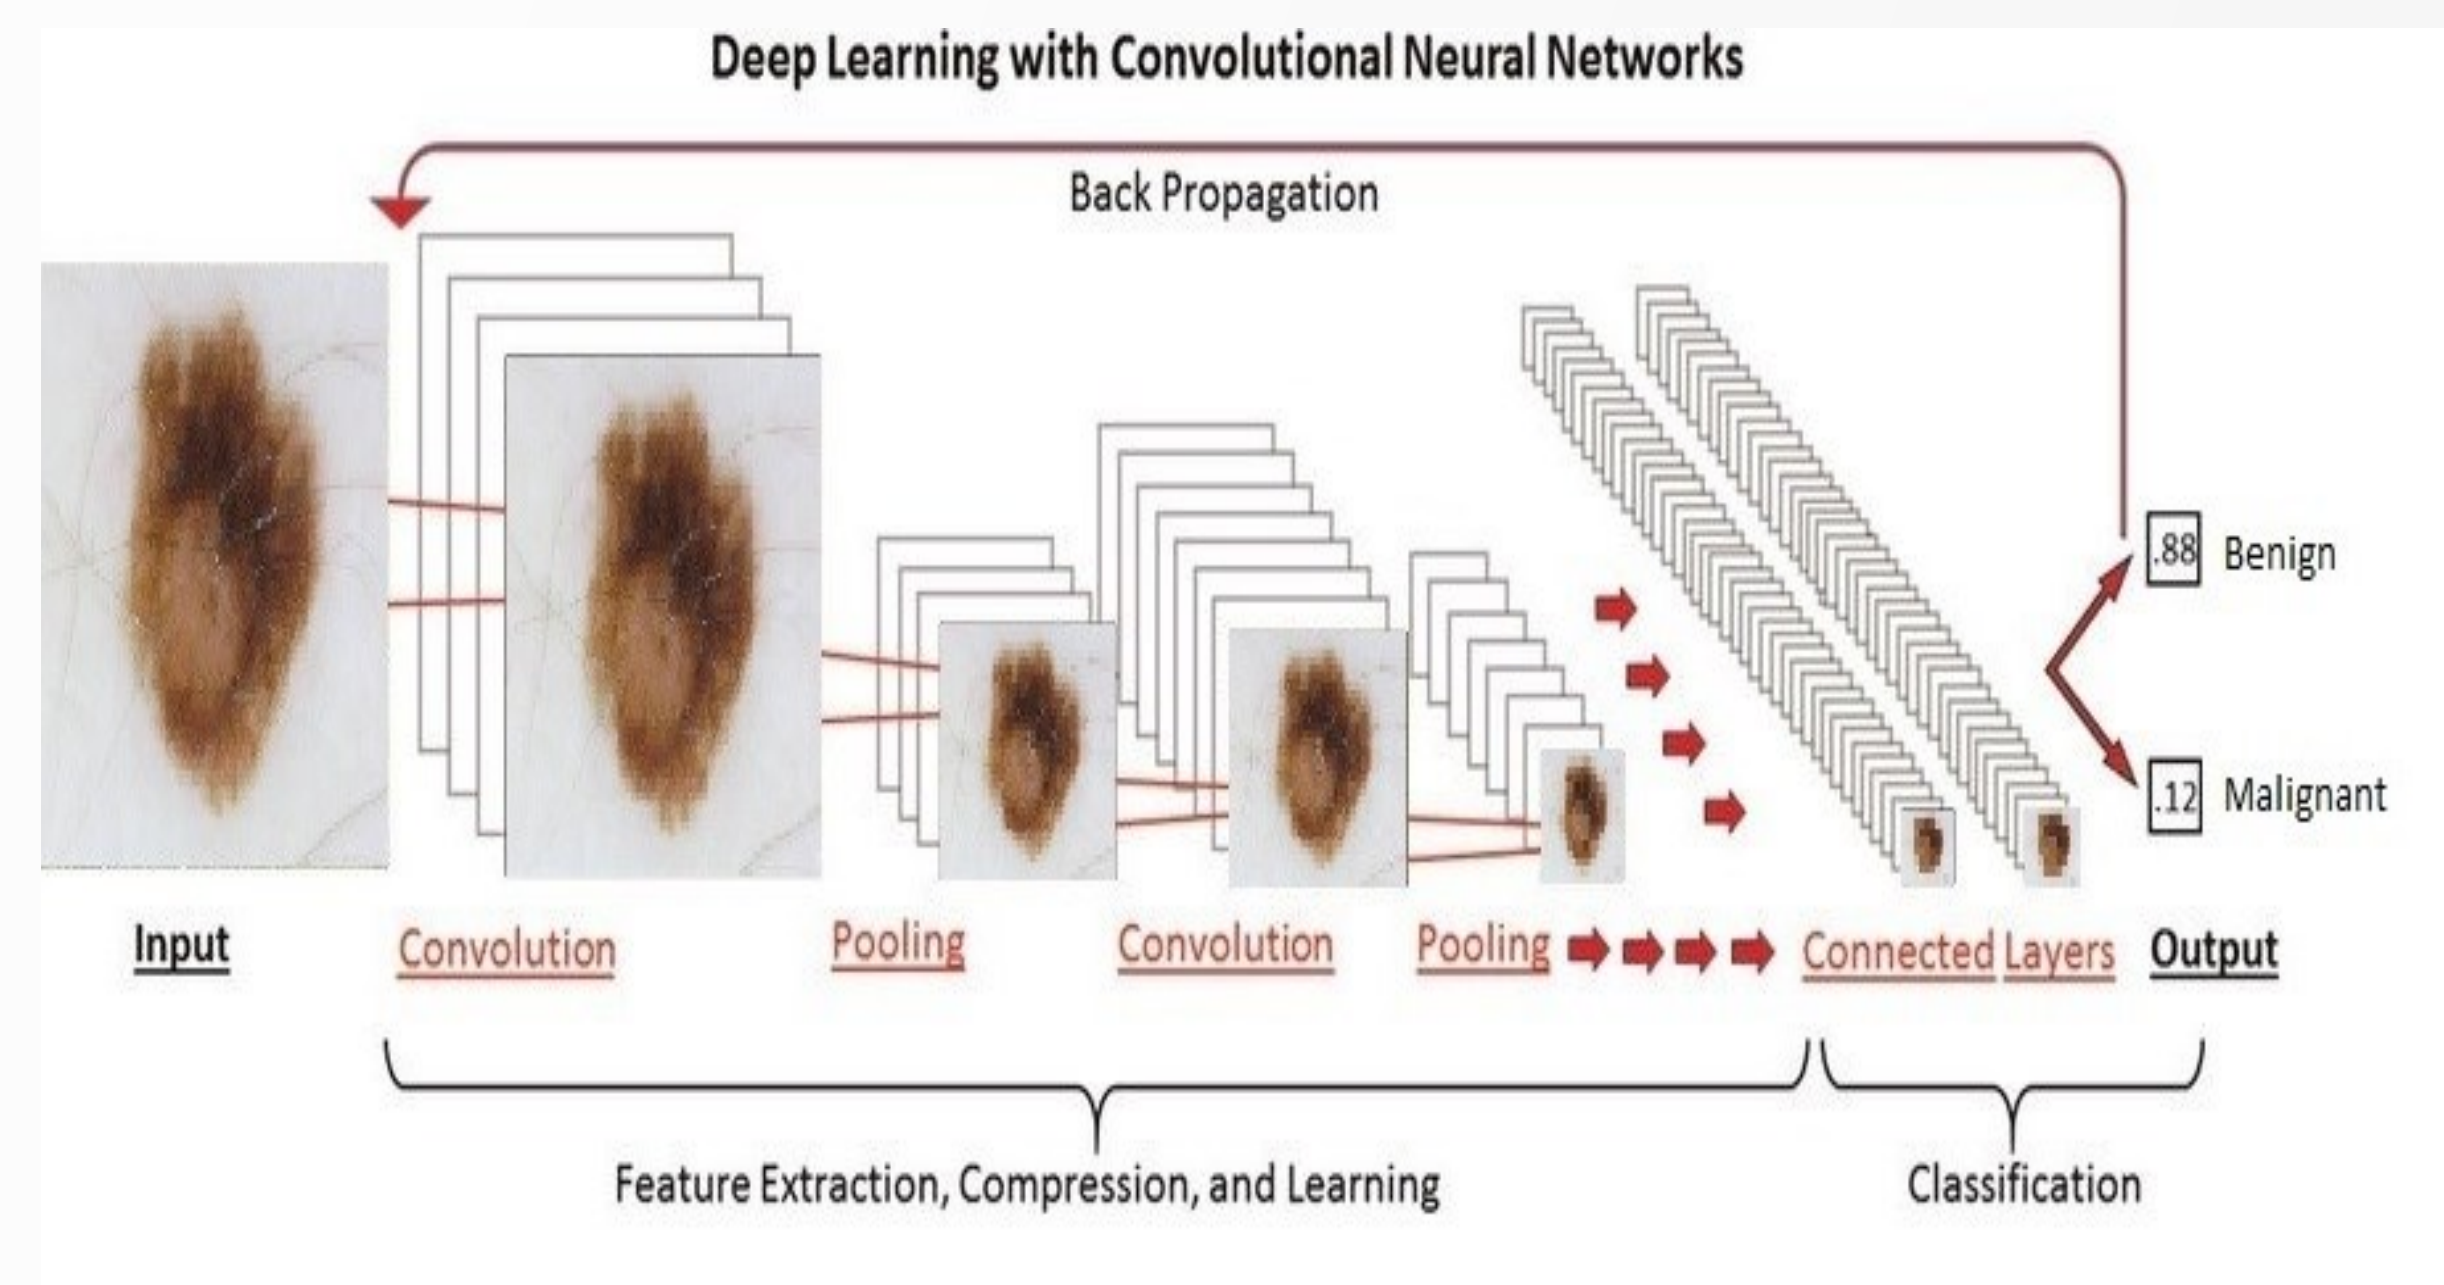 Deep Learning with Convolutional Neural Networks
Back Propagation
.88 Benign
.12 Malignant
Input Convolution Pooling Convolution Pooling Connected Layers Output
Feature Extraction, Compression, and Learning Classification